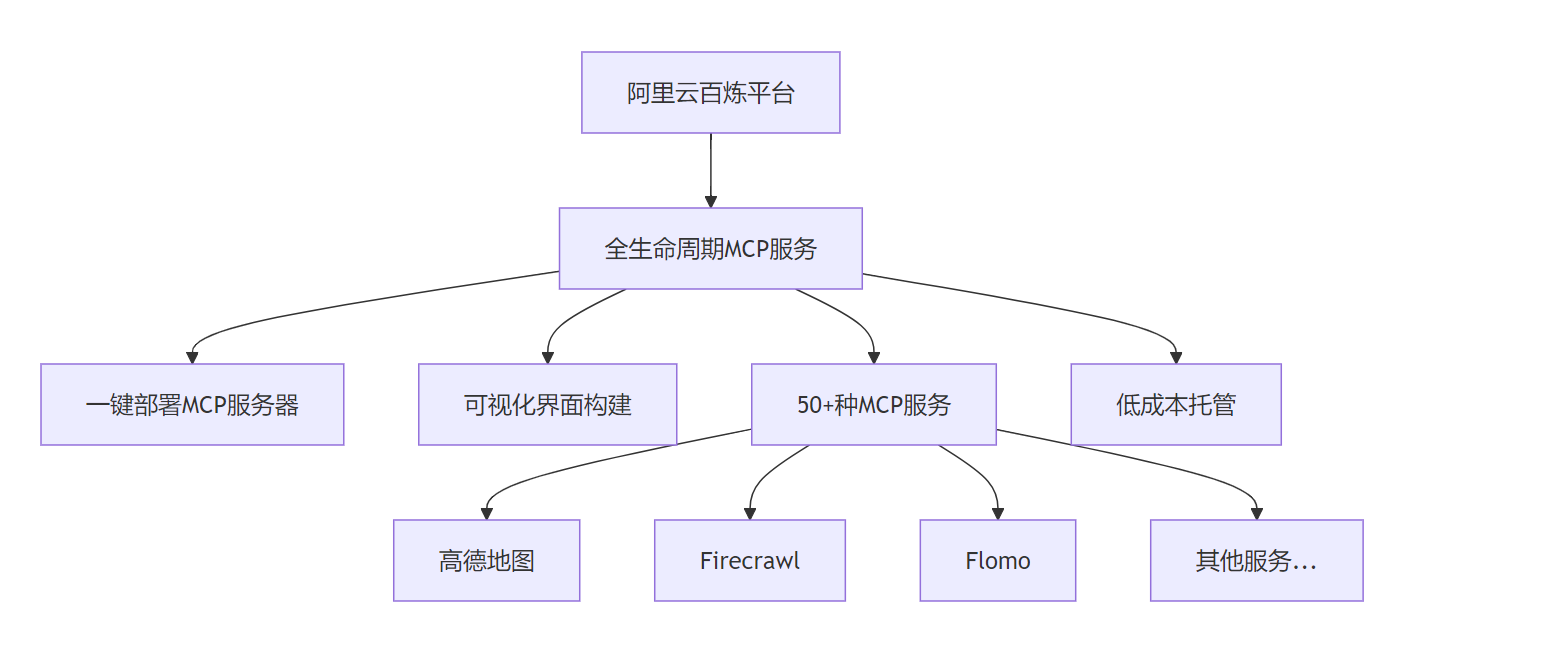 阿里云百炼平台
全生命周期MCP服务
一键部署MCP服务器
可视化界面构建
50+种MCP服务
低成本托管
高德地图
Firecrawl
Flomo
其他服务...